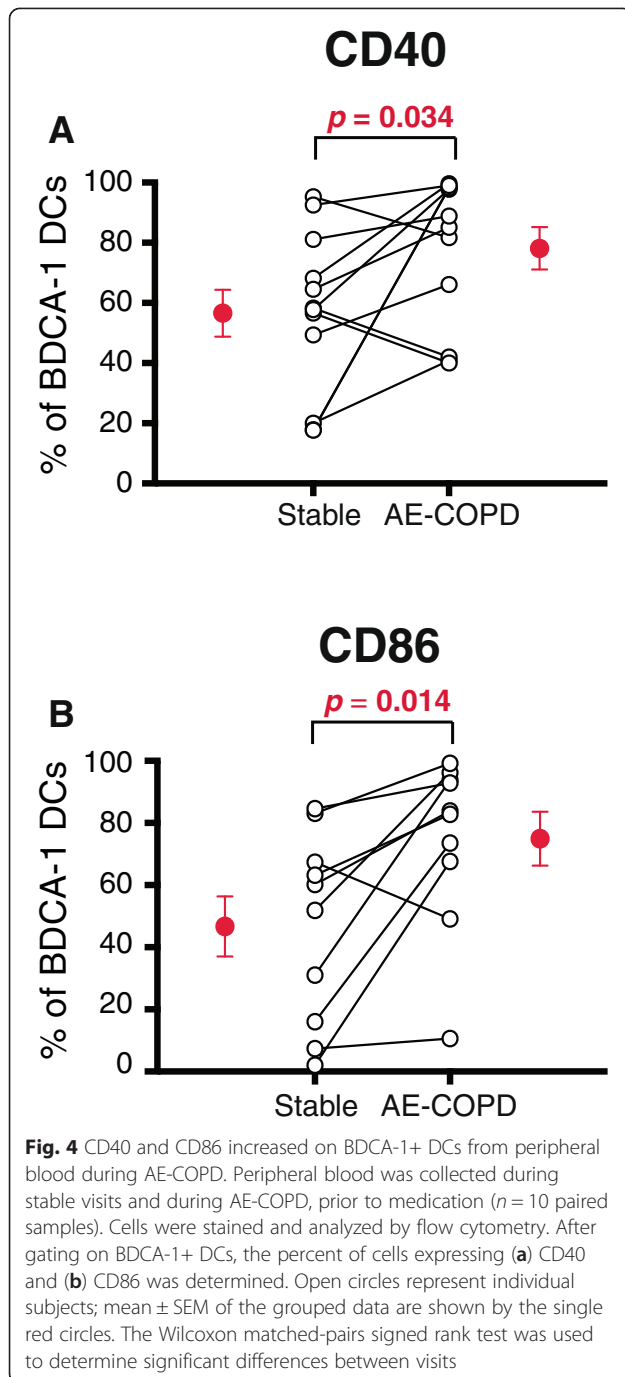 CD40
A
p = 0.034
% of BDCA-1 DCs
100
80
60
40
20
0
Stable AE-COPD
CD86
B
p = 0.014
% of BDCA-1 DCs
100
80
60
40
20
0
Stable AE-COPD
Fig. 4 CD40 and CD86 increased on BDCA-1+ DCs from peripheral
blood during AE-COPD. Peripheral blood was collected during
stable visits and during AE-COPD, prior to medication (n = 10 paired
samples). Cells were stained and analyzed by flow cytometry. After
gating on BDCA-1+ DCs, the percent of cells expressing (a) CD40
and (b) CD86 was determined. Open circles represent individual
subjects; mean ± SEM of the grouped data are shown by the single
red circles. The Wilcoxon matched-pairs signed rank test was used
to determine significant differences between visits